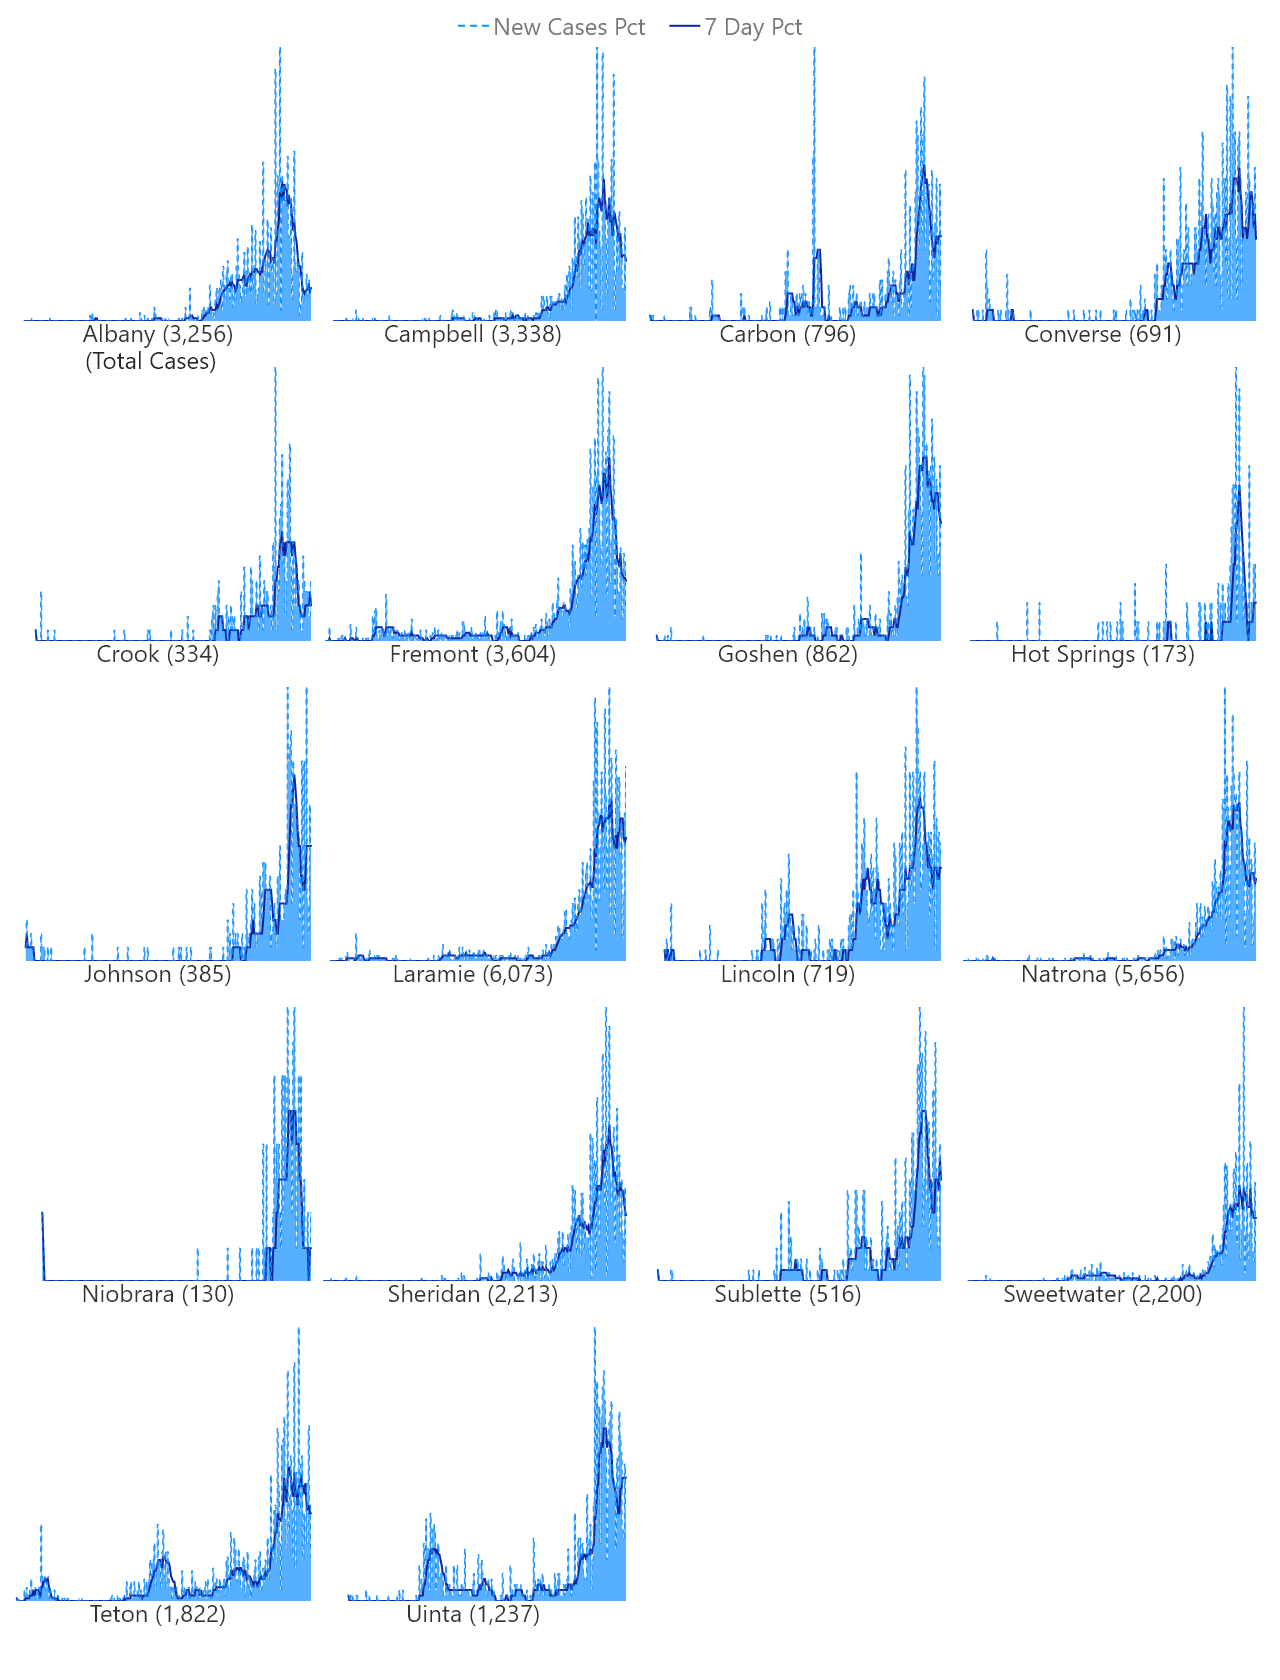 New Cases Pct 7 Day Pct
Albany (3,256) Campbell (3,338) Carbon (796) Converse (691)
(Total Cases)
Crook (334) Fremont (3,604) Goshen (862) Hot Springs (173)
Johnson (385) Laramie (6,073) Lincoln (719) Natrona (5,656)
Niobrara (130) Sheridan (2,213) Sublette (516) Sweetwater (2,200)
Teton (1,822) Uinta (1,237)